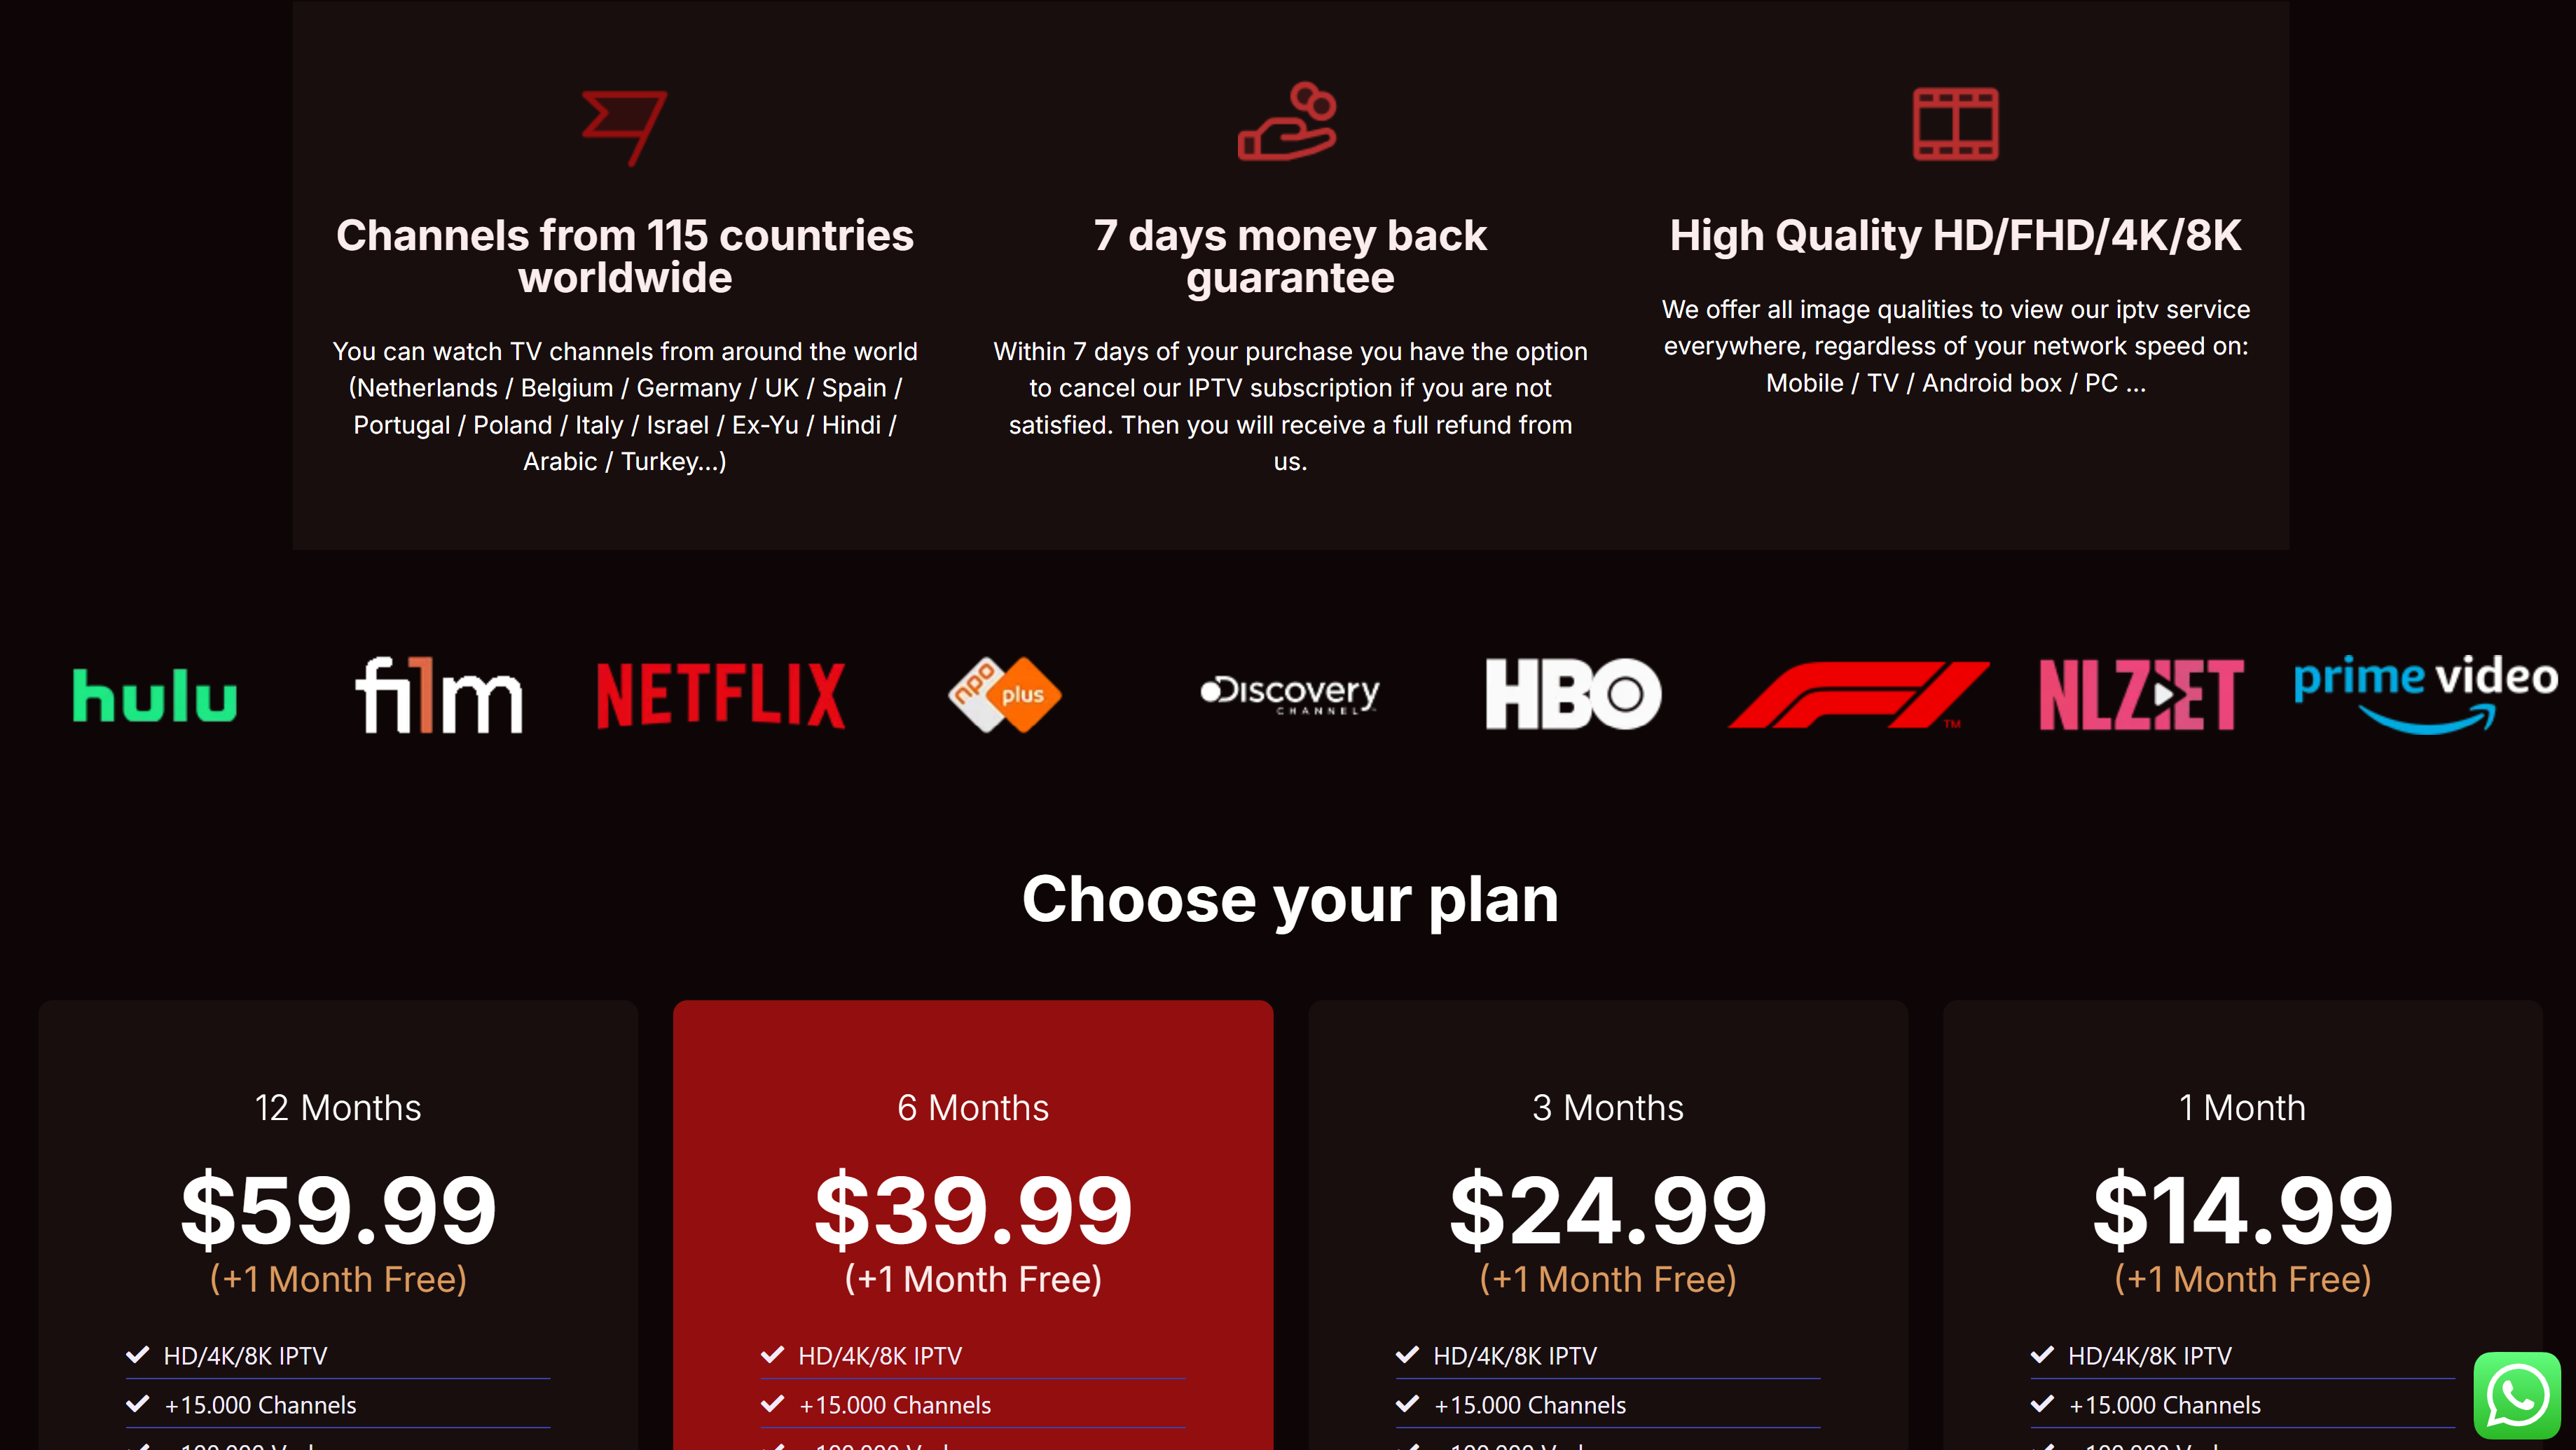 Channels from 115 countries
worldwide
You can watch TV channels from around the world
(Netherlands / Belgium / Germany / UK / Spain /
Portugal / Poland / Italy / Israel / Ex-Yu / Hindi /
Arabic / Turkey...)
7 days money back
guarantee
Within 7 days of your purchase you have the option
to cancel our IPTV subscription if you are not
satisfied. Then you will receive a full refund from
us.
High Quality HD/FHD/4K/8K
We offer all image qualities to view our iptv service
everywhere, regardless of your network speed on:
Mobile / TV / Android box / PC ...
hulu
film1
NETFLIX
npo plus
Discovery
CHANNEL
HBO
F1 TM
NLZIET
prime video
Choose your plan
12 Months
$59.99
(+1 Month Free)
HD/4K/8K IPTV
+15.000 Channels
6 Months
$39.99
(+1 Month Free)
HD/4K/8K IPTV
+15.000 Channels
3 Months
$24.99
(+1 Month Free)
HD/4K/8K IPTV
+15.000 Channels
1 Month
$14.99
(+1 Month Free)
HD/4K/8K IPTV
+15.000 Channels